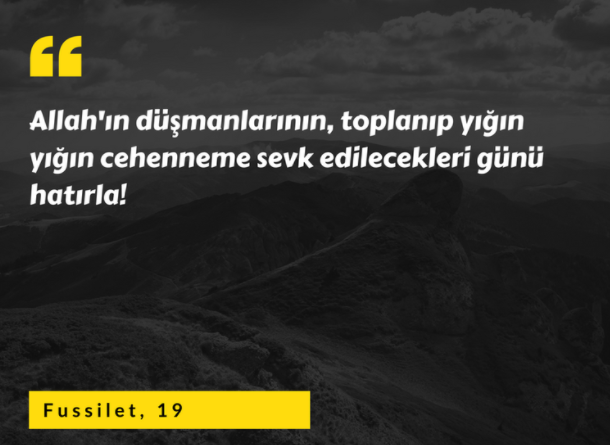 Allah'ın düşmanlarının, toplanıp yığın
yığın cehenneme sevk edilecekleri günü
hatırla!
Fussilet, 19